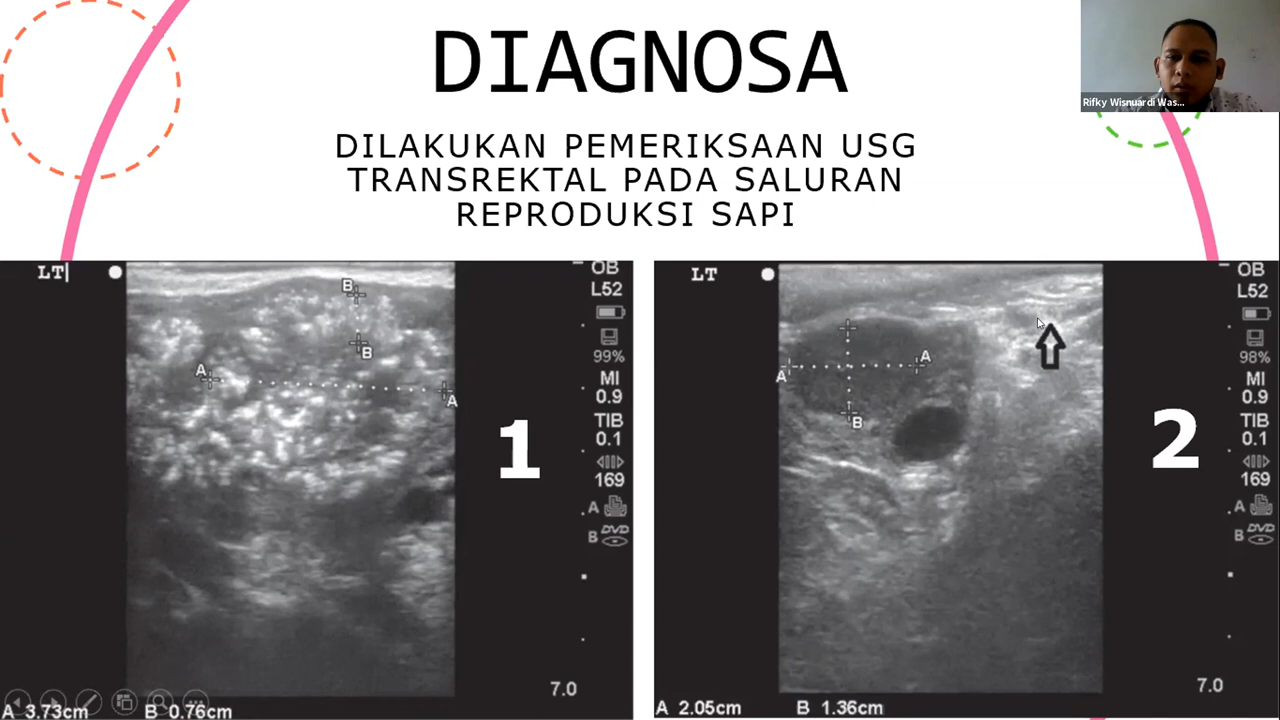 DIAGNOSA
Rifky Wisnuardi Was...
DILAKUKAN PEMERIKSAAN USG
TRANSREKTAL PADA SALURAN
REPRODUKSI SAPI
LT
B
B
A
A
1
OB
L52
99%
MI
0.9
TIB
0.1
169
A
B DVD
7.0
A 3.73cm B 0.76cm
LT
A
A
B
2
OB
L52
98%
MI
0.9
TIB
0.1
169
A
B DVD
7.0
A 2.05cm B 1.36cm